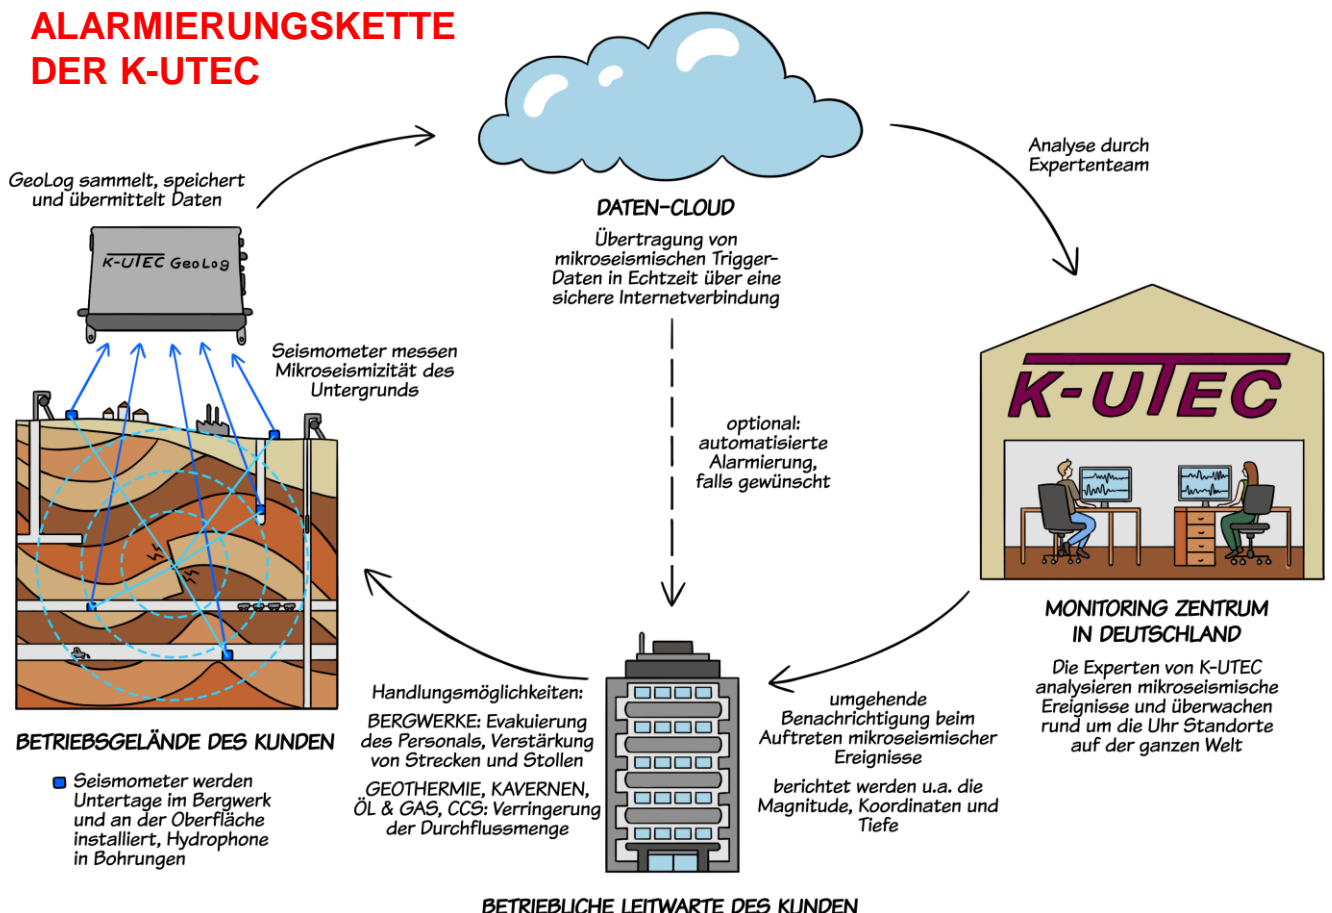 ALARMIERUNGSKETTE
DER K-UTEC
GeoLog sammelt, speichert
und übermittelt Daten
K-UTEC GeoLog
Seismometer messen
Mikroseismizität des
Untergrunds
BETRIEBSGELÄNDE DES KUNDEN
Seismometer werden
Untertage im Bergwerk
und an der Oberfläche
installiert, Hydrophone
in Bohrungen
DATEN-CLOUD
Übertragung von
mikroseismischen Trigger-
Daten in Echtzeit über eine
sichere Internetverbindung
optional:
automatisierte
Alarmierung,
falls gewünscht
Analyse durch
Expertenteam
K-UTEC
MONITORING ZENTRUM
IN DEUTSCHLAND
Die Experten von K-UTEC
analysieren mikroseismische
Ereignisse und überwachen
rund um die Uhr Standorte
auf der ganzen Welt
umgehende
Benachrichtigung beim
Auftreten mikroseismischer
Ereignisse
berichtet werden u.a. die
Magnitude, Koordinaten und
Tiefe
Handlungsmöglichkeiten:
BERGWERKE: Evakuierung
des Personals, Verstärkung
von Strecken und Stollen
GEOTHERMIE, KAVERNEN,
ÖL & GAS, CCS: Verringerung
der Durchflussmenge
BETRIEBLICHE LEITWARTE DES KUNDEN